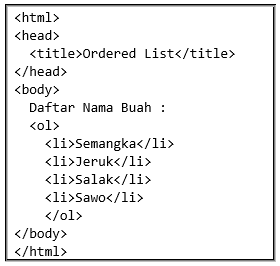 <html>
<head>
  <title>Ordered List</title>
</head>
<body>
  Daftar Nama Buah :
  <ol>
    <li>Semangka</li>
    <li>Jeruk</li>
    <li>Salak</li>
    <li>Sawo</li>
    </ol>
</body>
</html>